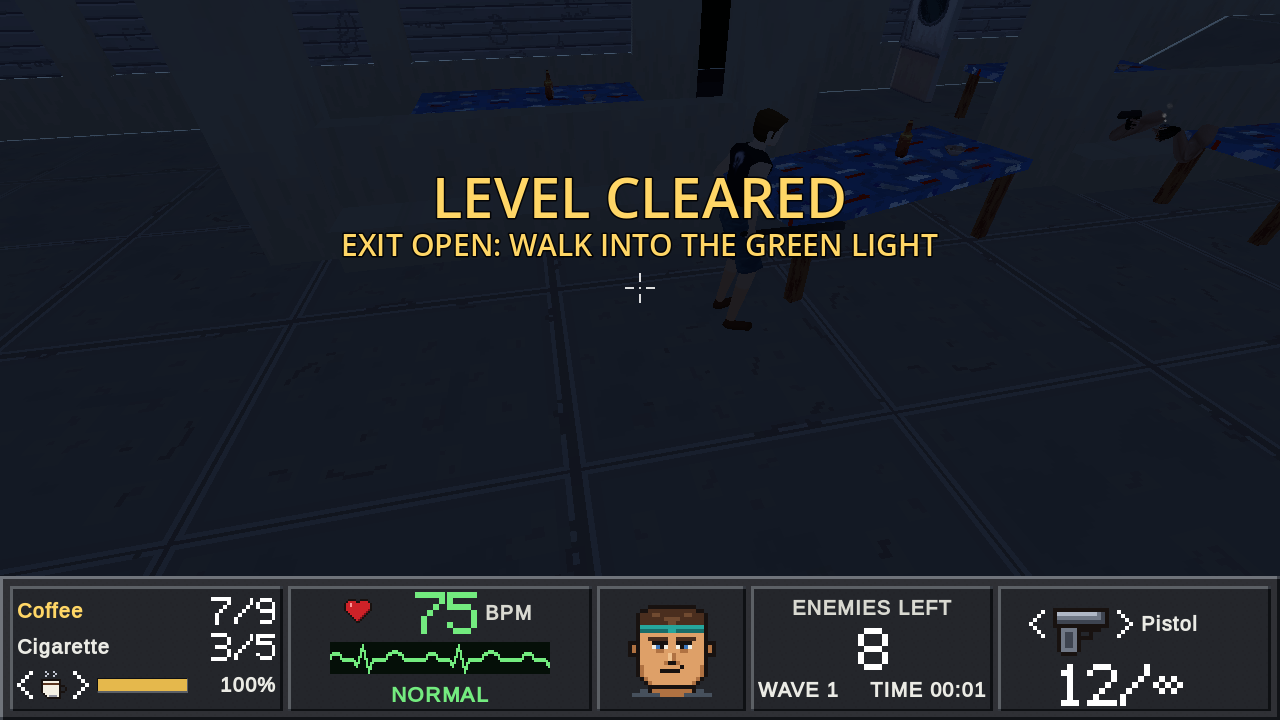 LEVEL CLEARED
EXIT OPEN: WALK INTO THE GREEN LIGHT
Coffee 7/9
Cigarette 3/5
100%
75 BPM
NORMAL
ENEMIES LEFT
8
WAVE 1 TIME 00:01
Pistol
12/∞